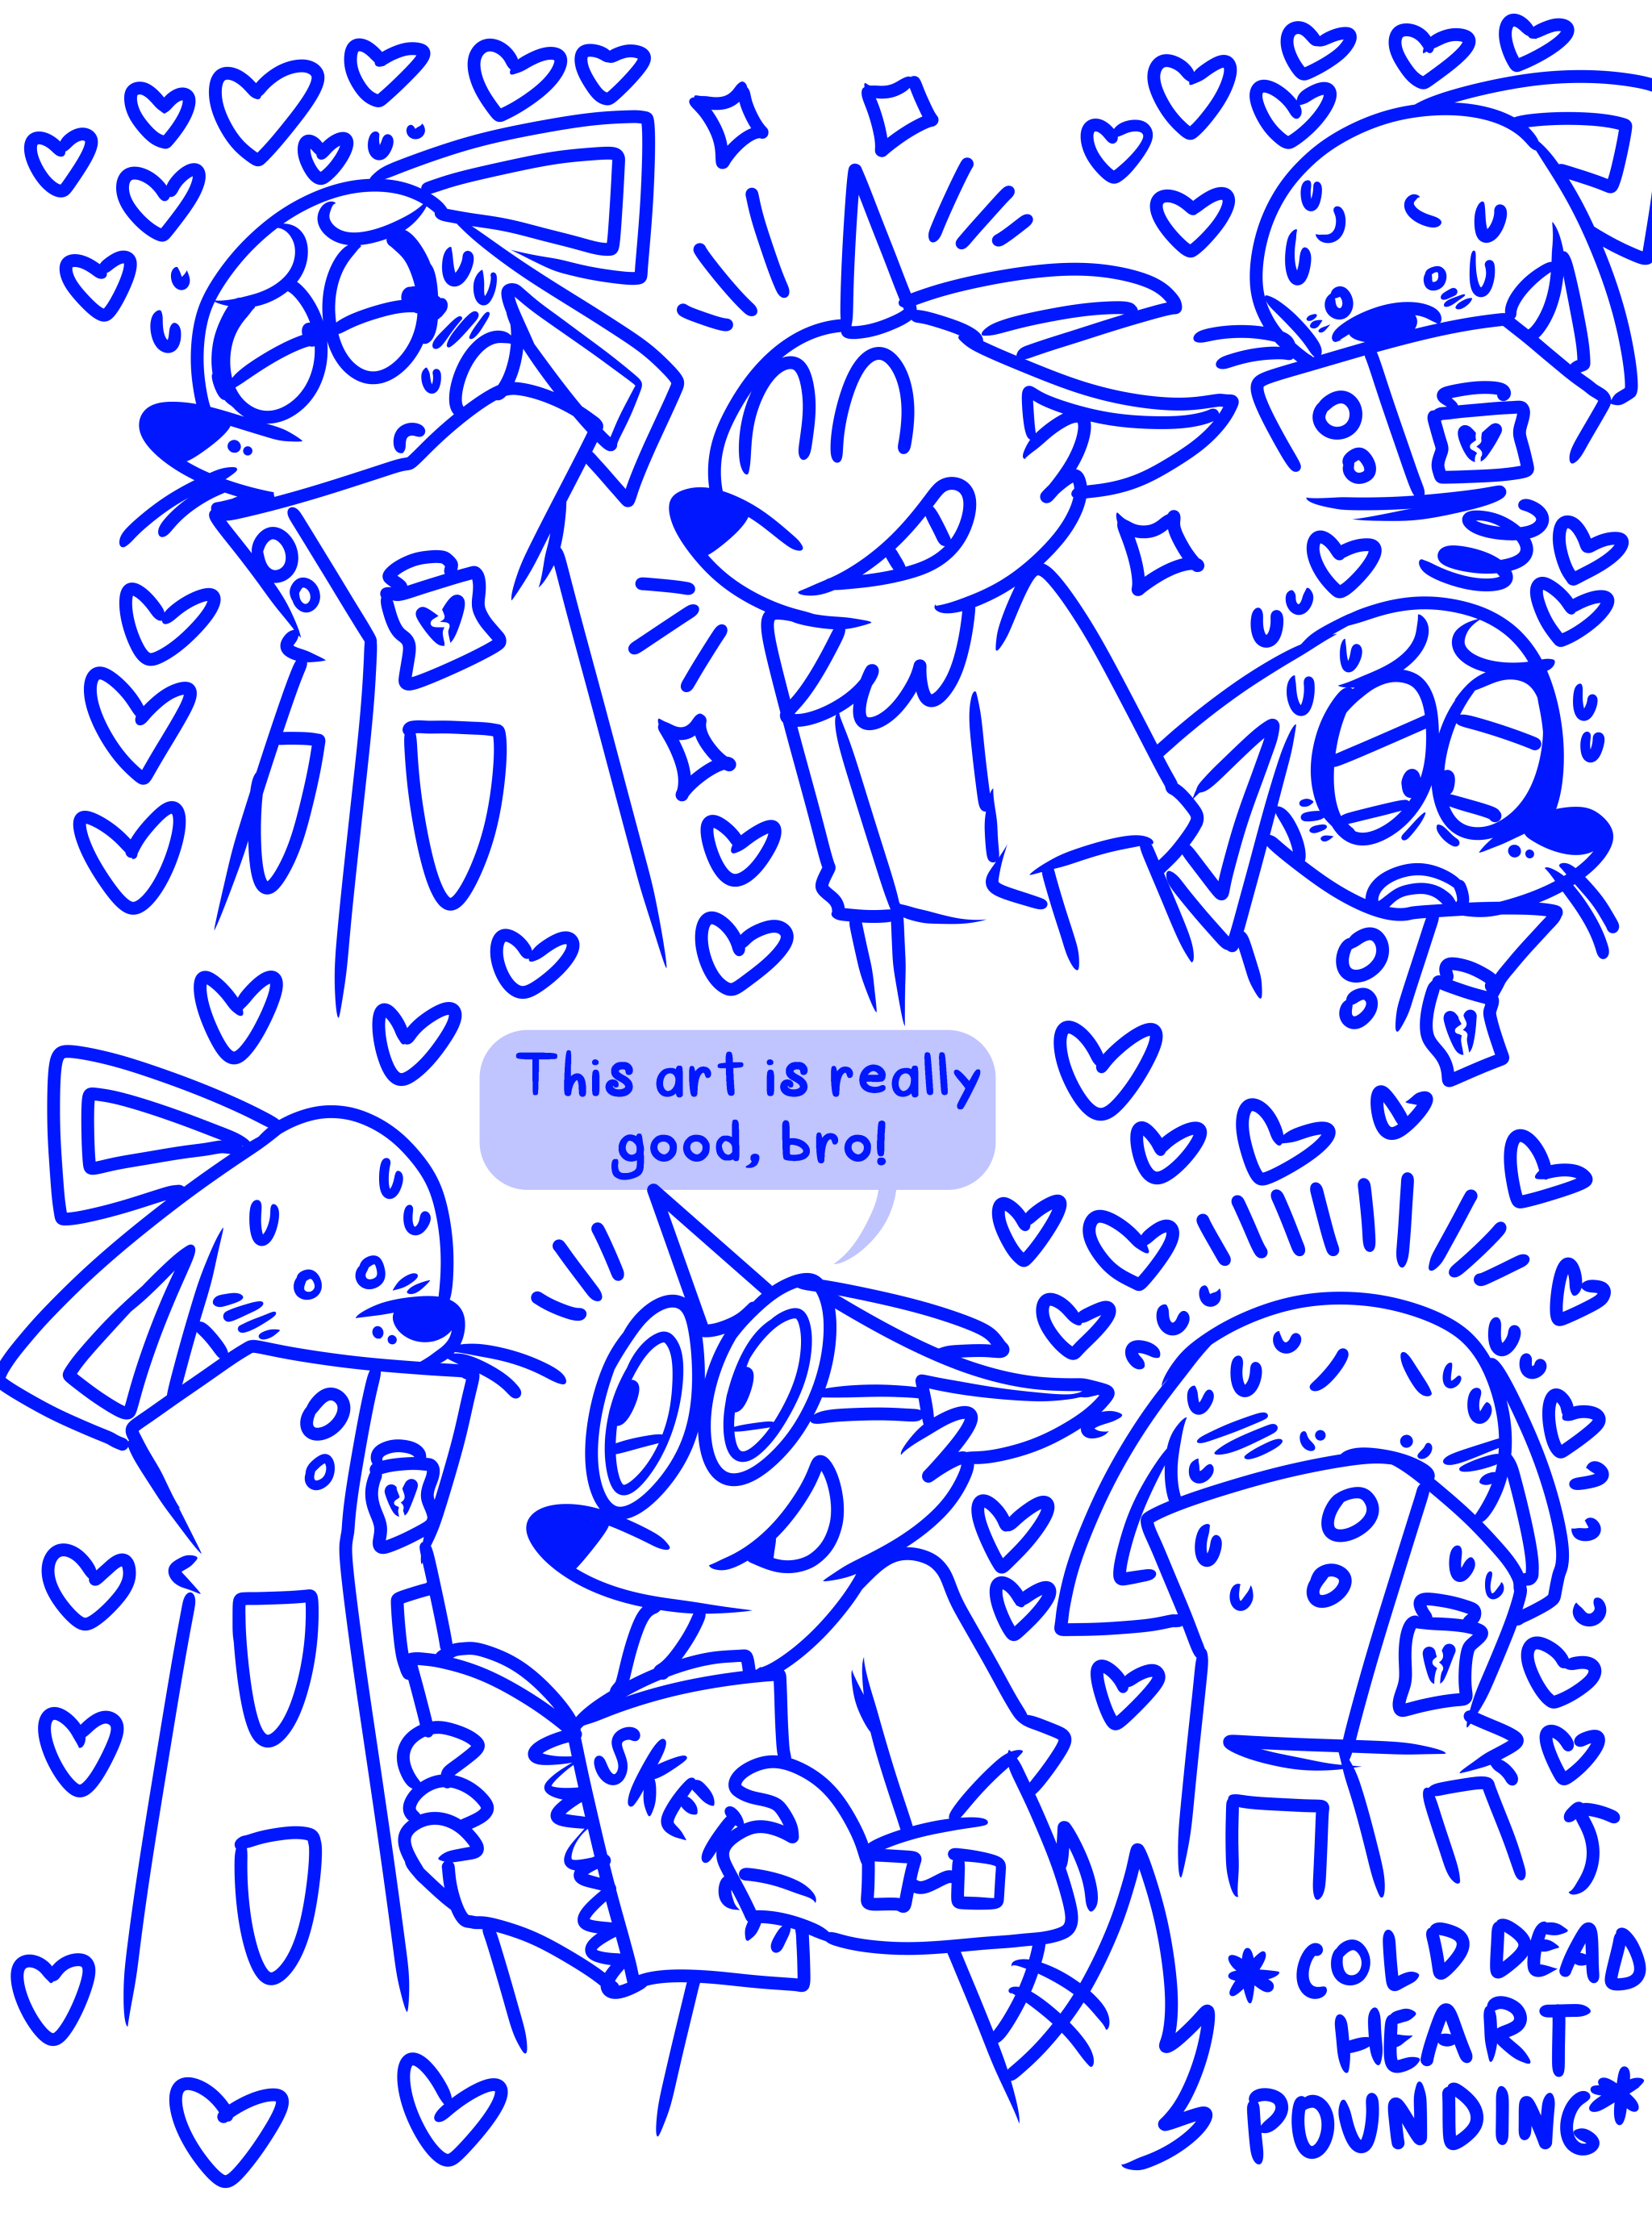 This art is really
good, bro!
SKE
* COLD DEAD
HEART
POUNDING*